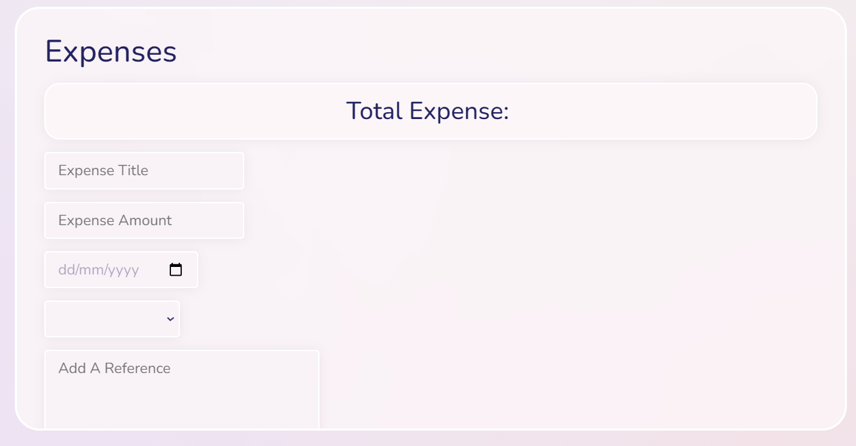 Expenses
Total Expense:
Expense Title
Expense Amount
dd/mm/yyyy
Add A Reference